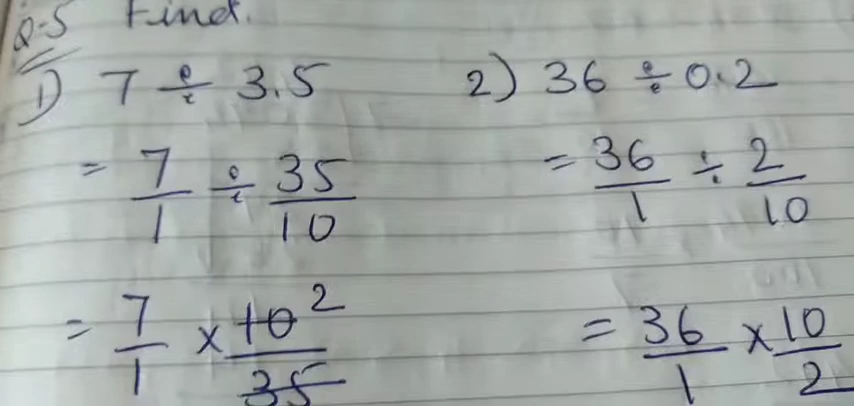 Q-5 Find.
1) 7 ÷ 3.5 2) 36 ÷ 0.2
= 7/1 ÷ 35/10 = 36/1 ÷ 2/10
= 7/1 × 10 2/35 = 36/1 × 10/2